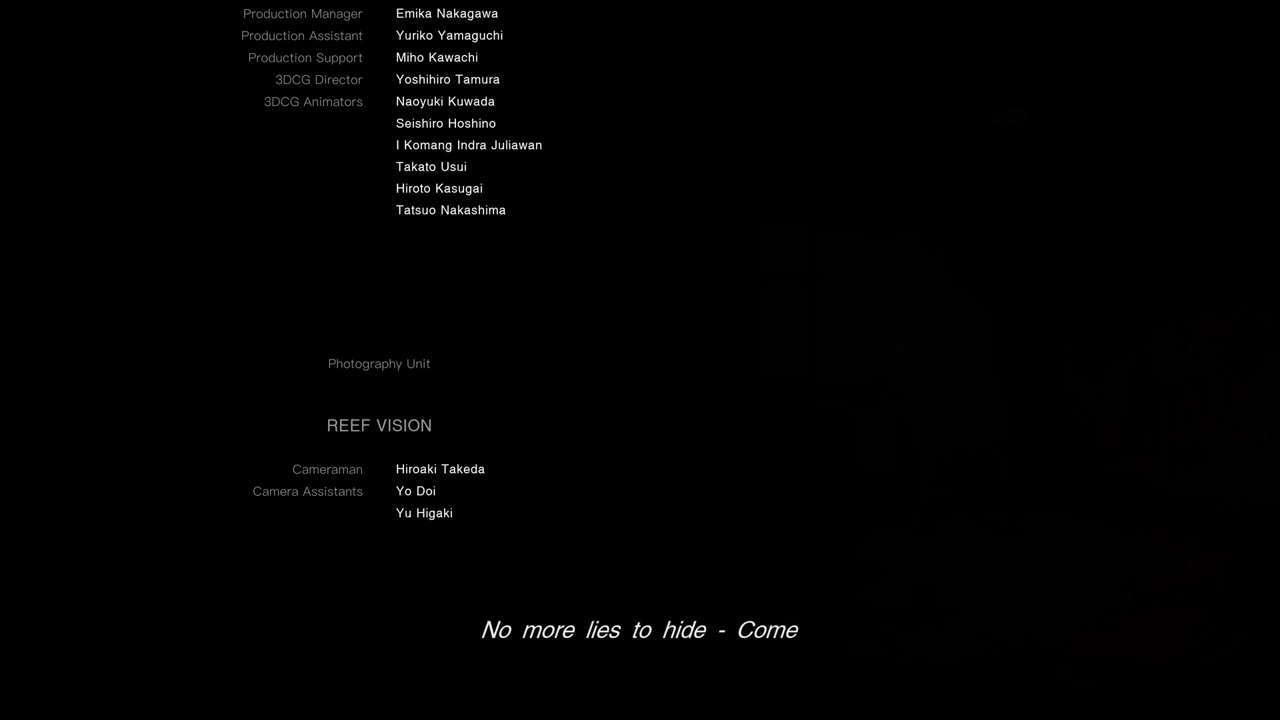 Production Manager Emika Nakagawa
Production Assistant Yuriko Yamaguchi
Production Support Miho Kawachi
3DCG Director Yoshihiro Tamura
3DCG Animators Naoyuki Kuwada
Seishiro Hoshino
I Komang Indra Juliawan
Takato Usui
Hiroto Kasugai
Tatsuo Nakashima
Photography Unit
REEF VISION
Cameraman Hiroaki Takeda
Camera Assistants Yo Doi
Yu Higaki
No more lies to hide - Come